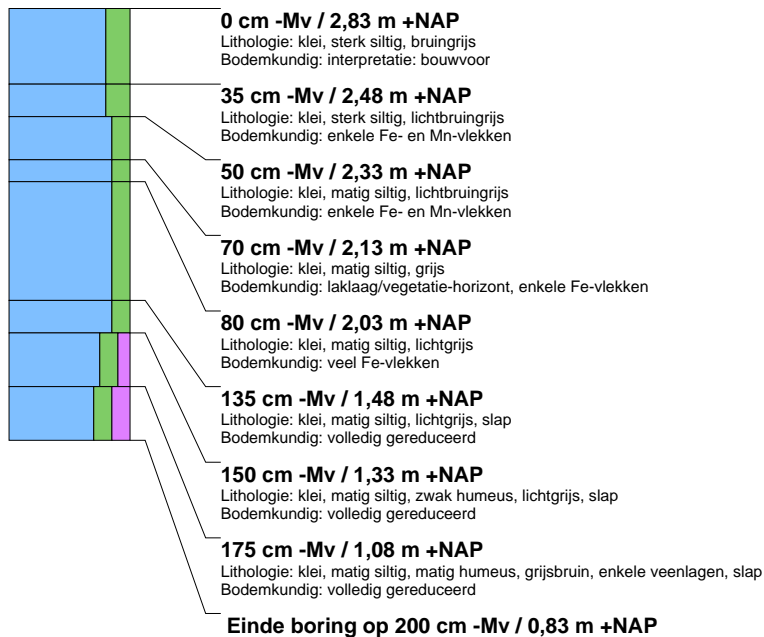 0 cm -Mv / 2,83 m +NAP
Lithologie: klei, sterk siltig, bruingrijs
Bodemkundig: interpretatie: bouwvoor
35 cm -Mv / 2,48 m +NAP
Lithologie: klei, sterk siltig, lichtbruingrijs
Bodemkundig: enkele Fe- en Mn-vlekken
50 cm -Mv / 2,33 m +NAP
Lithologie: klei, matig siltig, lichtbruingrijs
Bodemkundig: enkele Fe- en Mn-vlekken
70 cm -Mv / 2,13 m +NAP
Lithologie: klei, matig siltig, grijs
Bodemkundig: laklaag/vegetatie-horizont, enkele Fe-vlekken
80 cm -Mv / 2,03 m +NAP
Lithologie: klei, matig siltig, lichtgrijs
Bodemkundig: veel Fe-vlekken
135 cm -Mv / 1,48 m +NAP
Lithologie: klei, matig siltig, lichtgrijs, slap
Bodemkundig: volledig gereduceerd
150 cm -Mv / 1,33 m +NAP
Lithologie: klei, matig siltig, zwak humeus, lichtgrijs, slap
Bodemkundig: volledig gereduceerd
175 cm -Mv / 1,08 m +NAP
Lithologie: klei, matig siltig, matig humeus, grijsbruin, enkele veenlagen, slap
Bodemkundig: volledig gereduceerd
Einde boring op 200 cm -Mv / 0,83 m +NAP